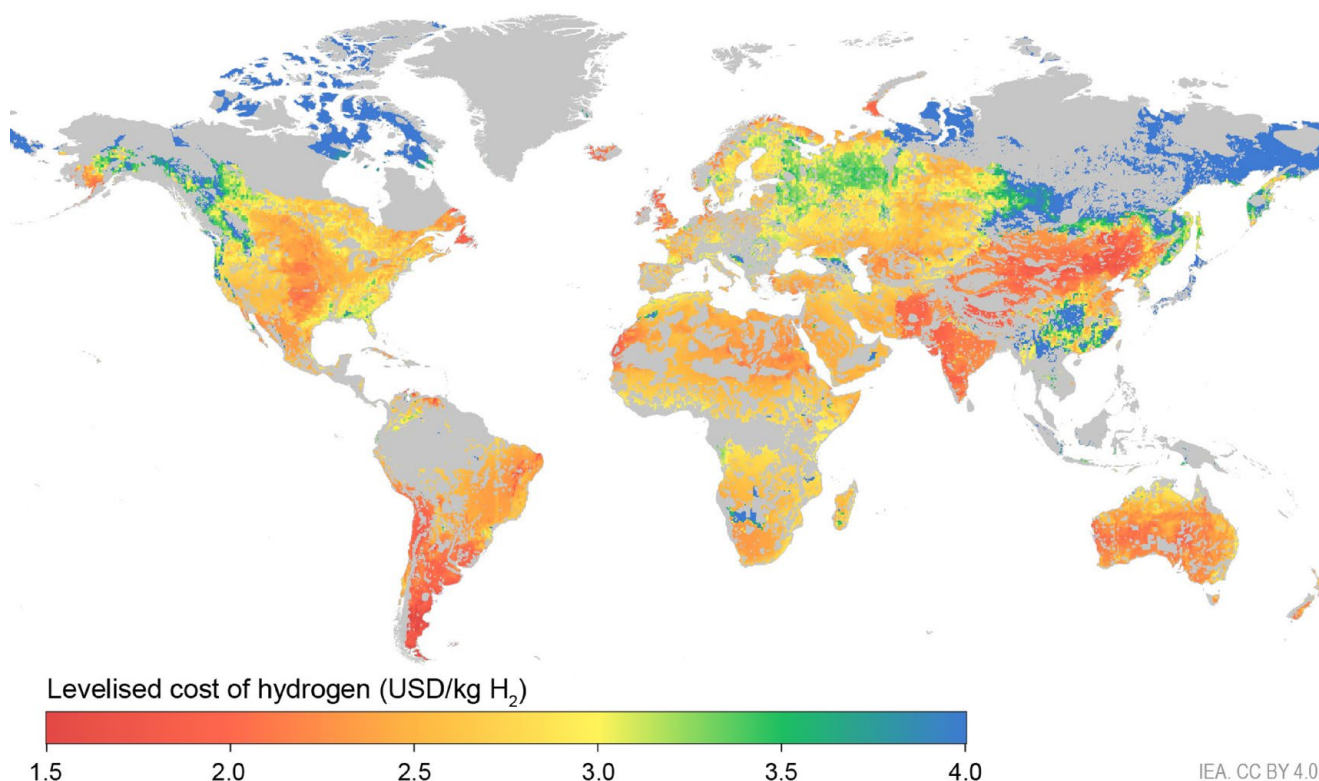 Levelised cost of hydrogen (USD/kg H₂)
1.5 2.0 2.5 3.0 3.5 4.0
IEA. CC BY 4.0